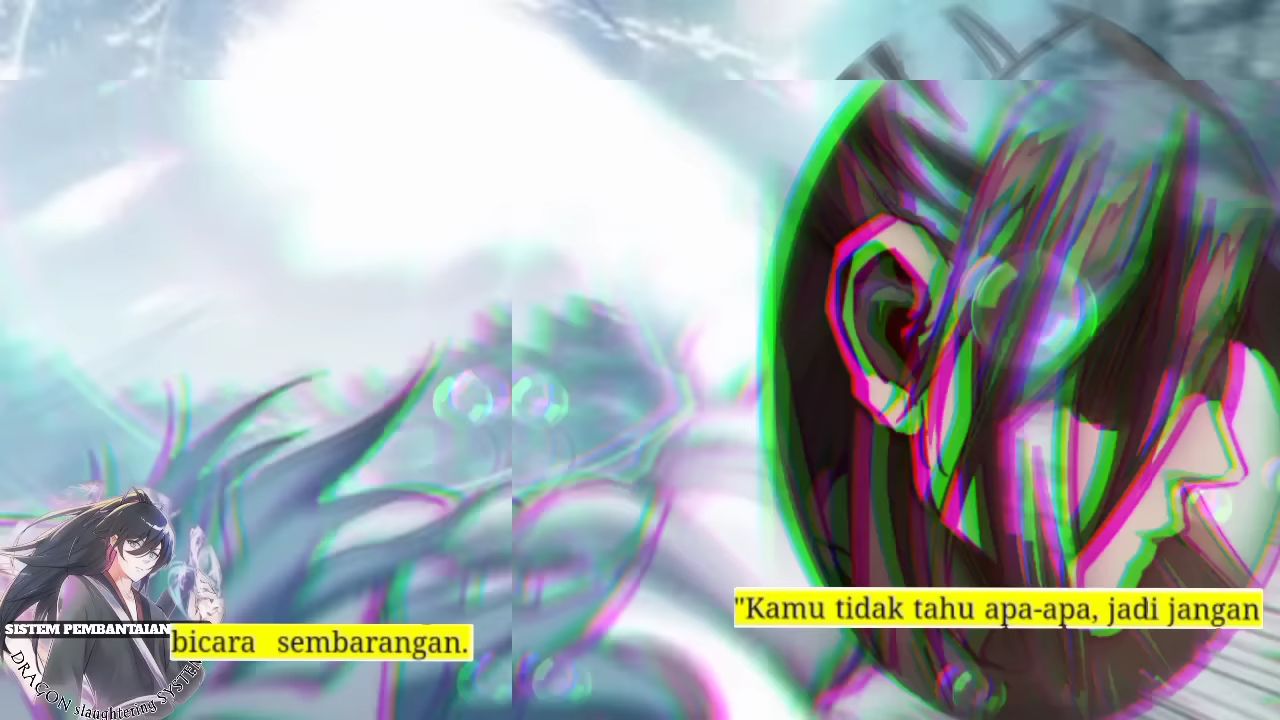 "Kamu tidak tahu apa-apa, jadi jangan
bicara sembarangan.
SISTEM PEMBANTAIAN
DRAGON slaughtering SYSTEM